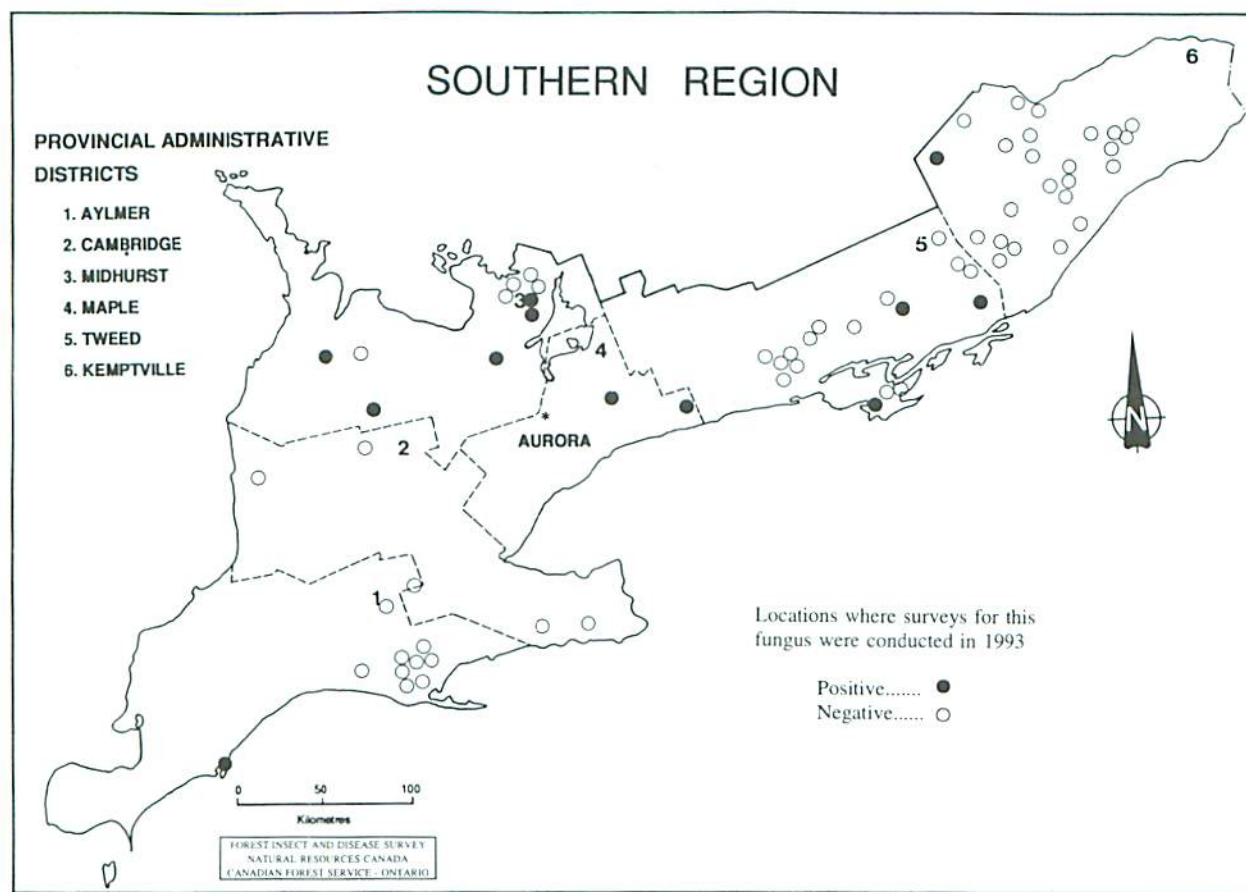 SOUTHERN REGION
PROVINCIAL ADMINISTRATIVE
DISTRICTS
1. AYLMER
2. CAMBRIDGE
3. MIDHURST
4. MAPLE
5. TWEED
6. KEMPTVILLE
6
5
3
4
AURORA
2
1
N
Locations where surveys for this
fungus were conducted in 1993
Positive.......
Negative......
0 50 100
Kilometres
FOREST INSECT AND DISEASE SURVEY
NATURAL RESOURCES CANADA
CANADIAN FOREST SERVICE - ONTARIO